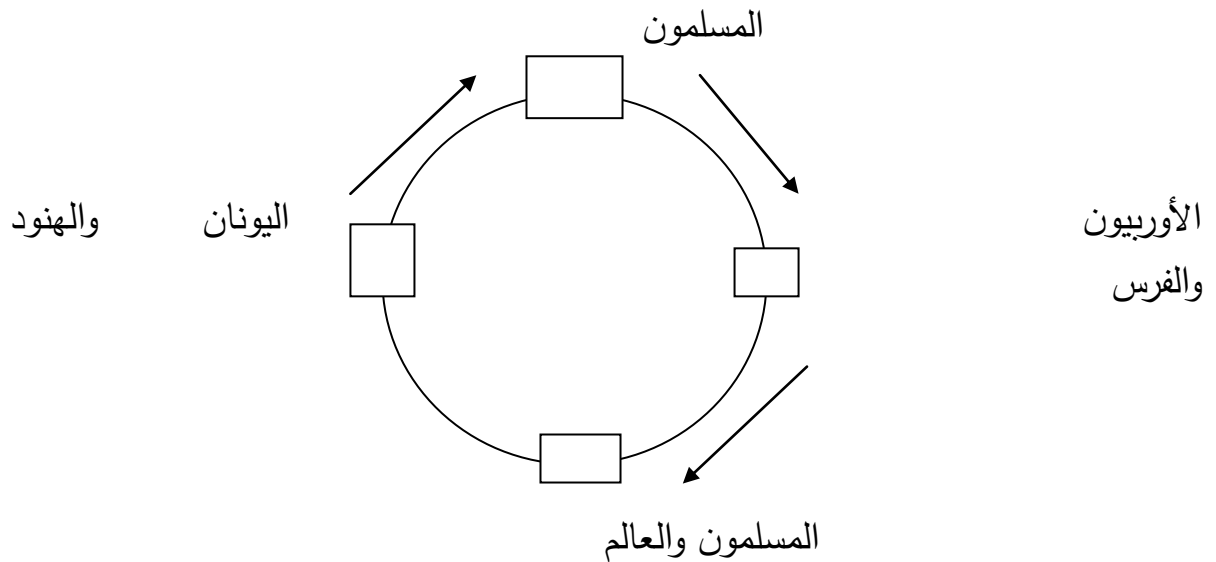 المسلمون
الأوربيون اليونان والهنود
والفرس
المسلمون والعالم